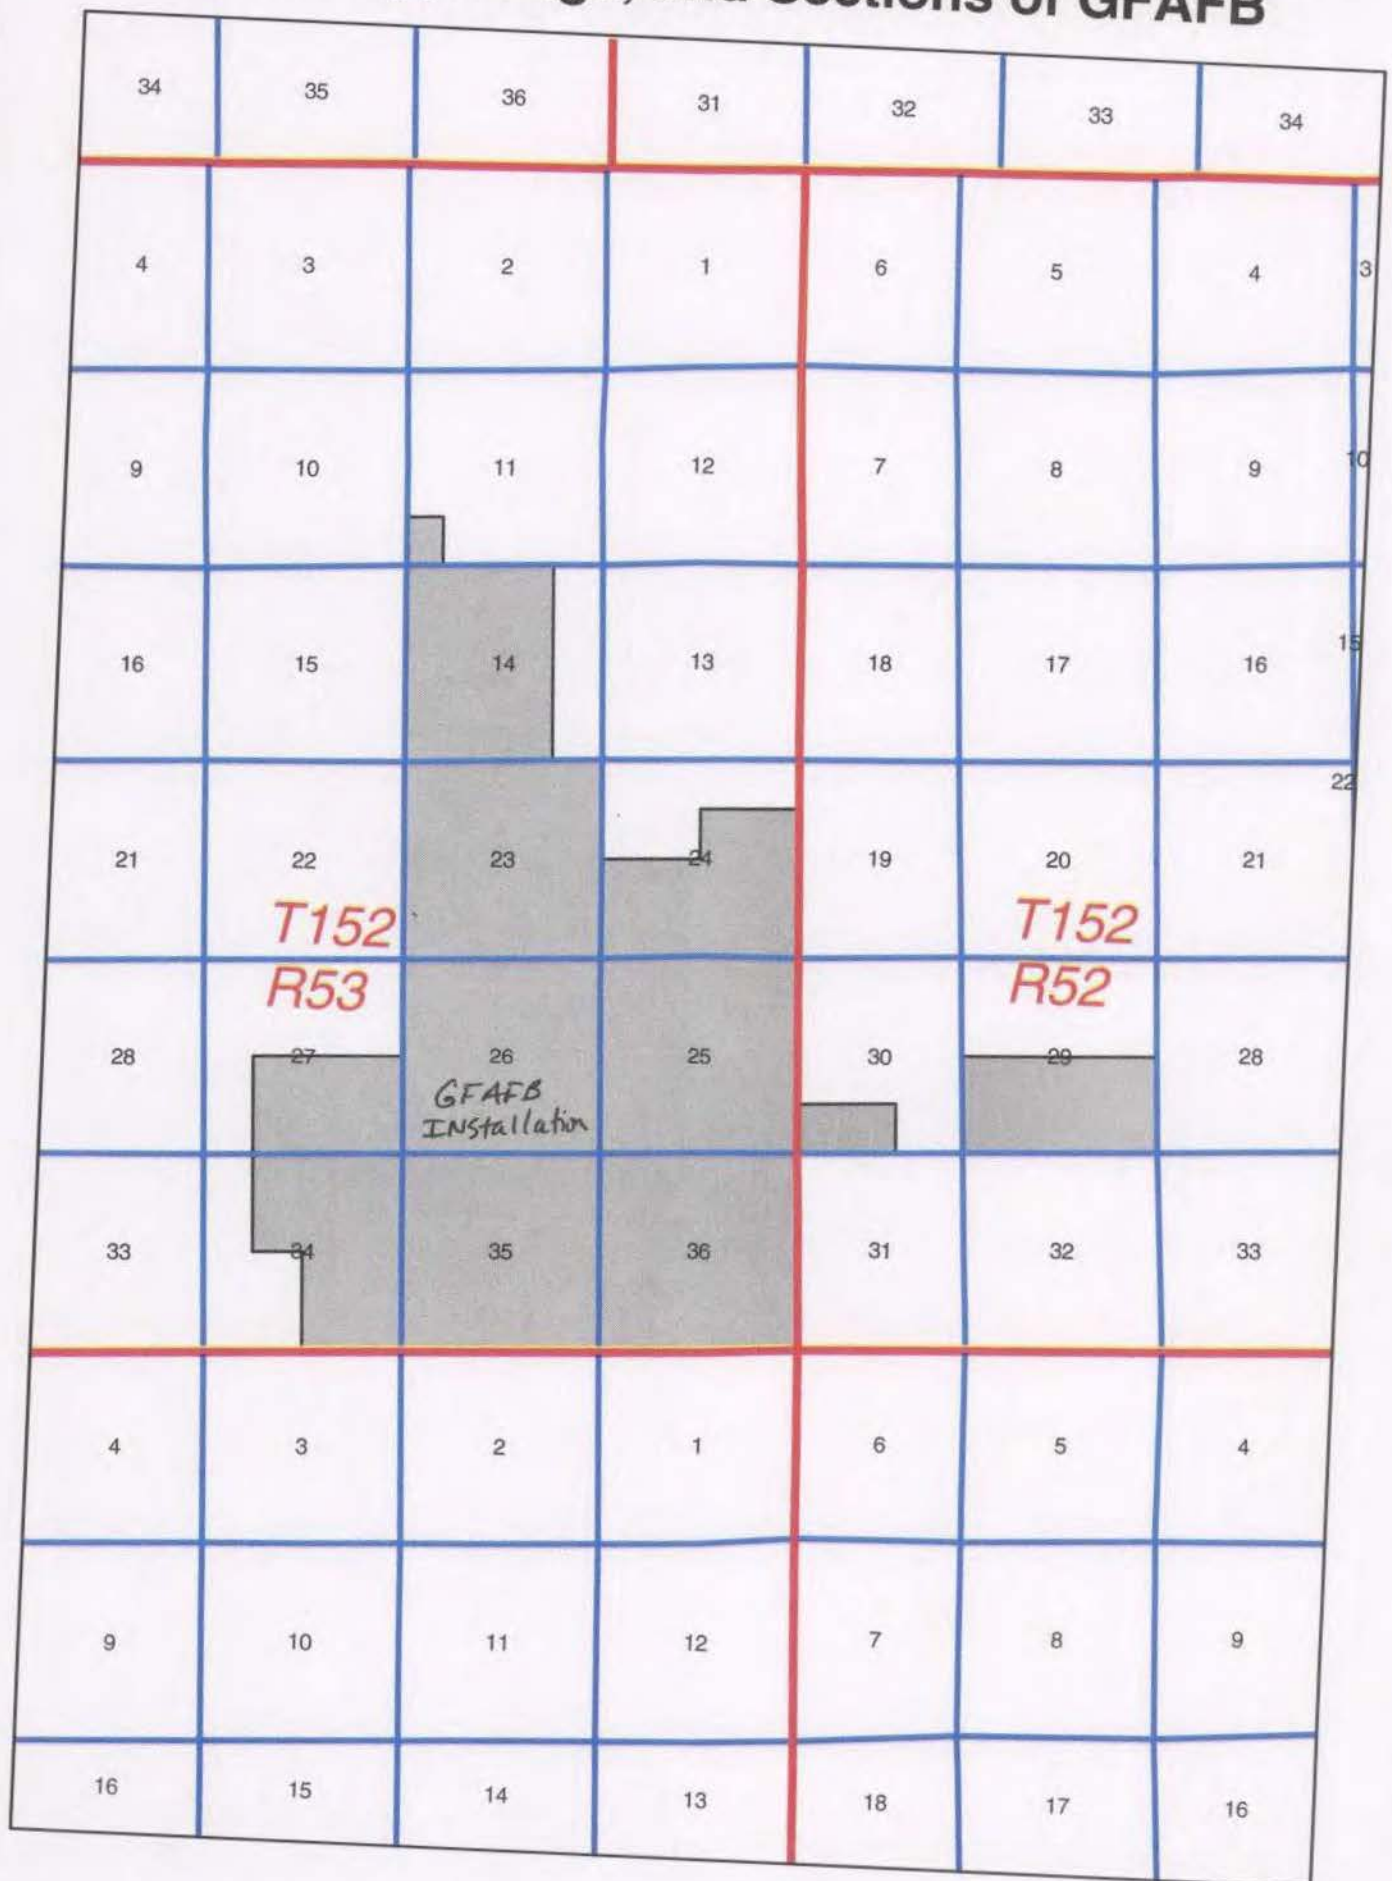 and Sections of GFAFB
34 35 36 31 32 33 34
4 3 2 1 6 5 4 3
9 10 11 12 7 8 9 10
16 15 14 13 18 17 16 15
22
21 22 23 24 19 20 21
T152 T152
R53 R52
28 27 26 25 30 29 28
GFAFB
INstallation
33 34 35 36 31 32 33
4 3 2 1 6 5 4
9 10 11 12 7 8 9
16 15 14 13 18 17 16